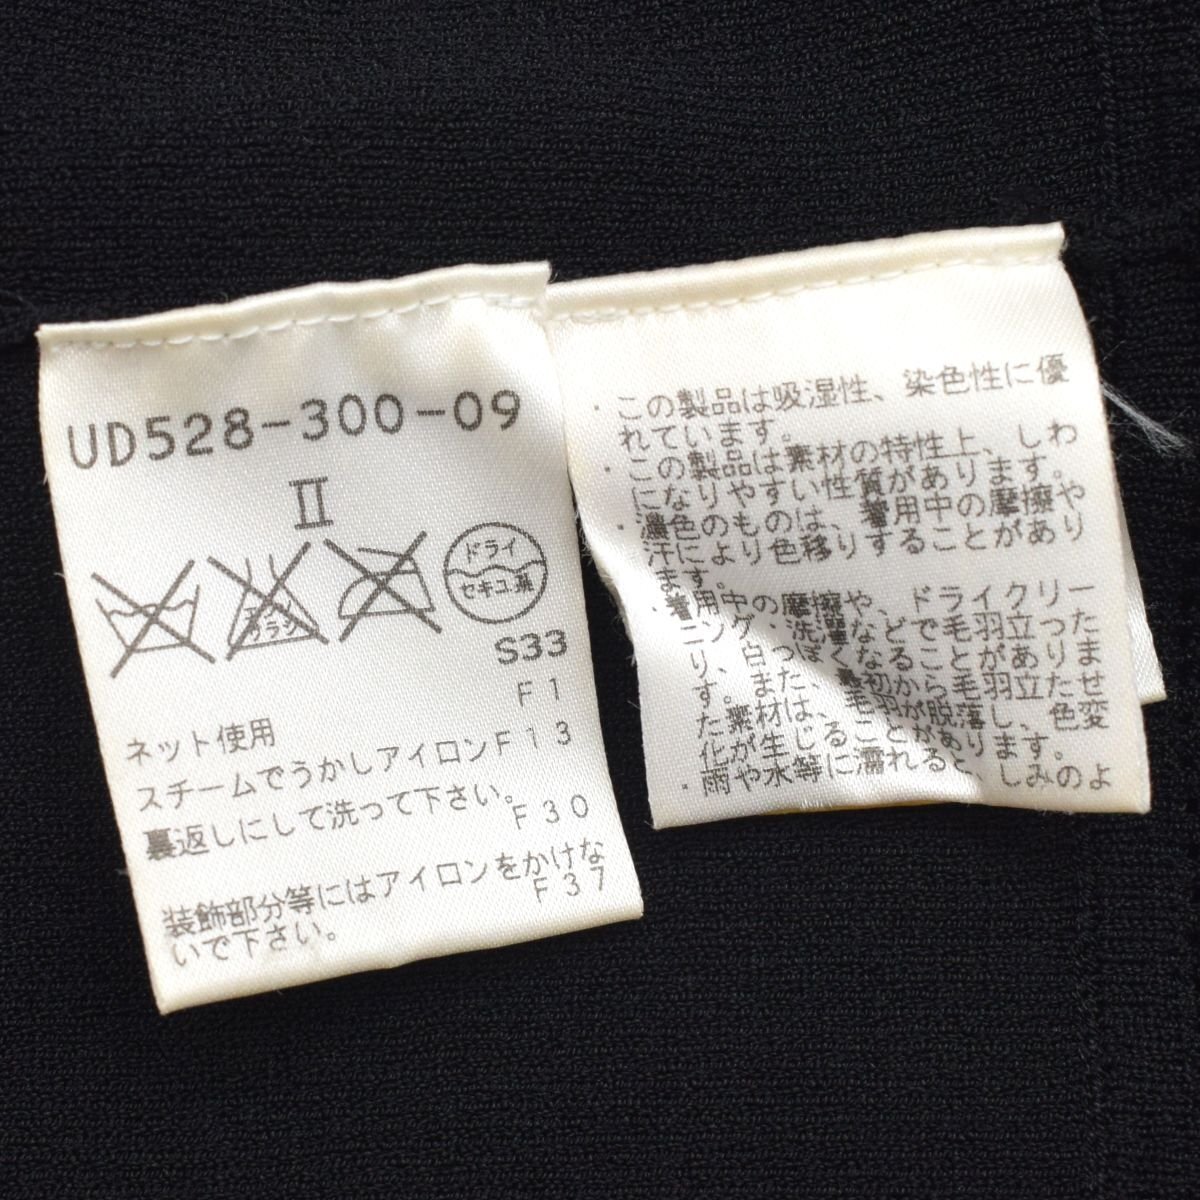 UD528-300-09
II
エンソ
サラシ
ドライ
セキユ系
S33
F1
ネット使用
F13
スチームでうかしアイロン
裏返しにして洗って下さい。
F30
装飾部分等にはアイロンをかけな
F37
いで下さい。
・この製品は吸湿性、染色性に優
れています。
・この製品は素材の特性上、しわ
になりやすい性質があります。
・濃色のものは、着用中の摩擦や
汗により色移りすることがあり
ます。
・着用中の摩擦や、ドライクリー
ニング・洗濯などで毛羽立った
り、白っぽくなることがありま
す。また、最初から毛羽立たせ
た素材は、毛羽が脱落し、色変
化が生じることがあります。
・雨や水等に濡れると、しみのよ